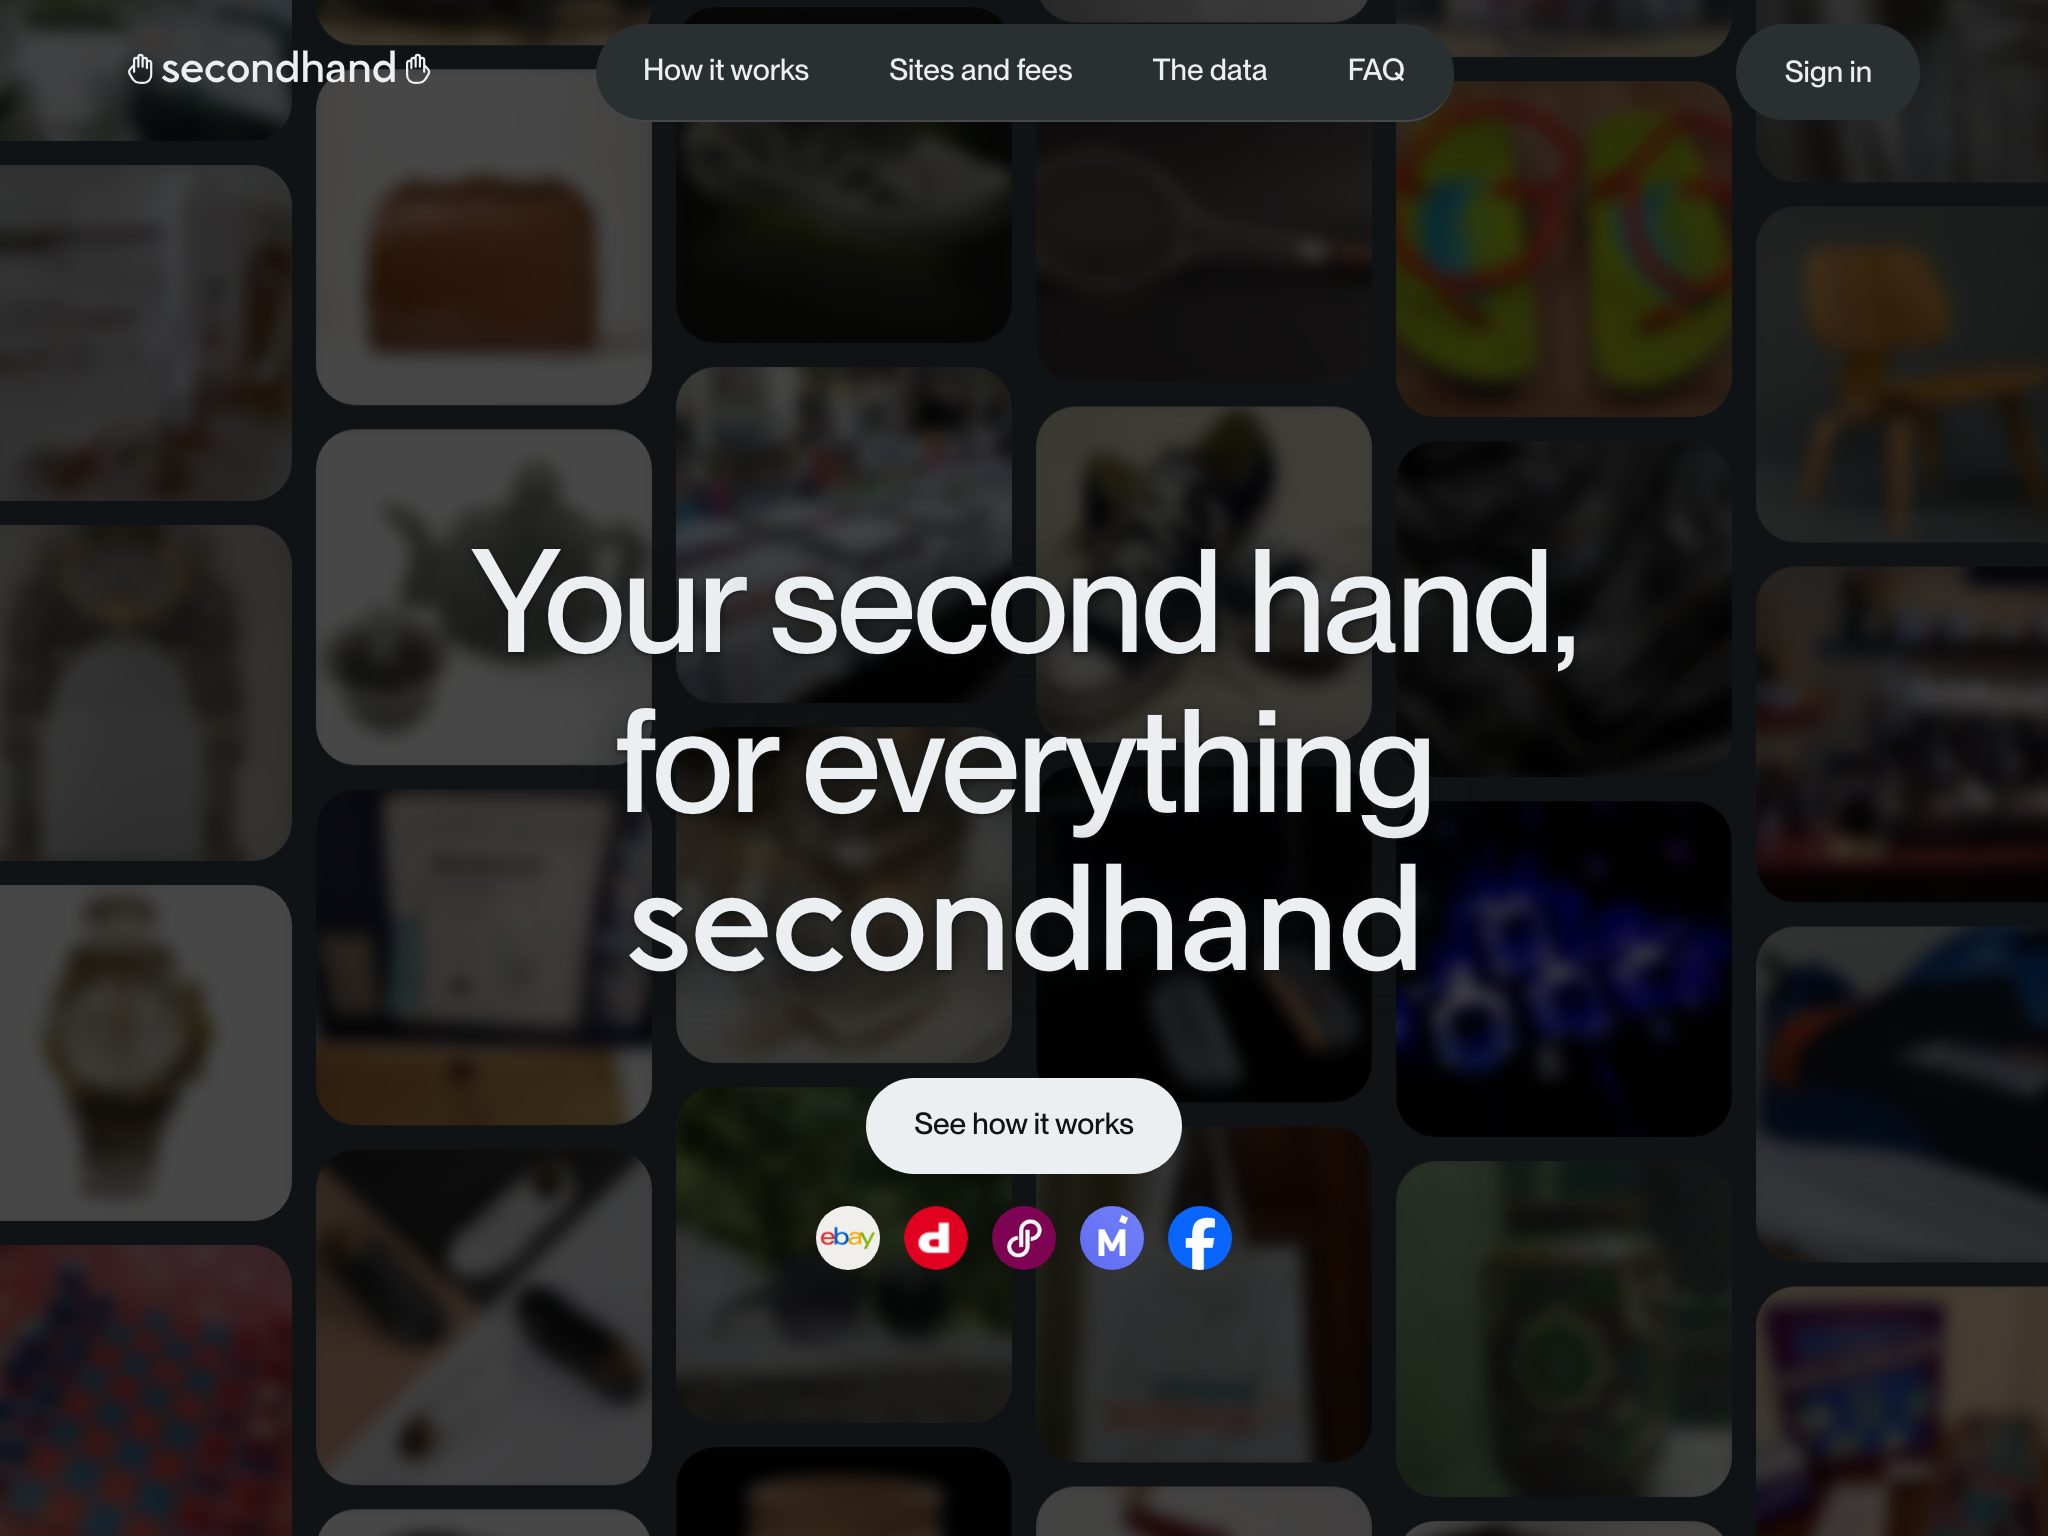 secondhand
How it works
Sites and fees
The data
FAQ
Sign in
Your second hand,
for everything
secondhand
See how it works
ebay